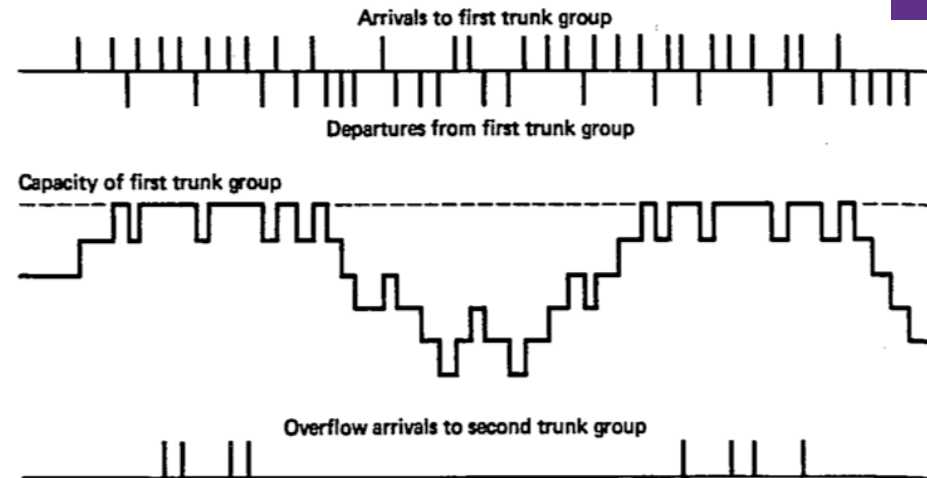 Arrivals to first trunk group
Departures from first trunk group
Capacity of first trunk group
Overflow arrivals to second trunk group